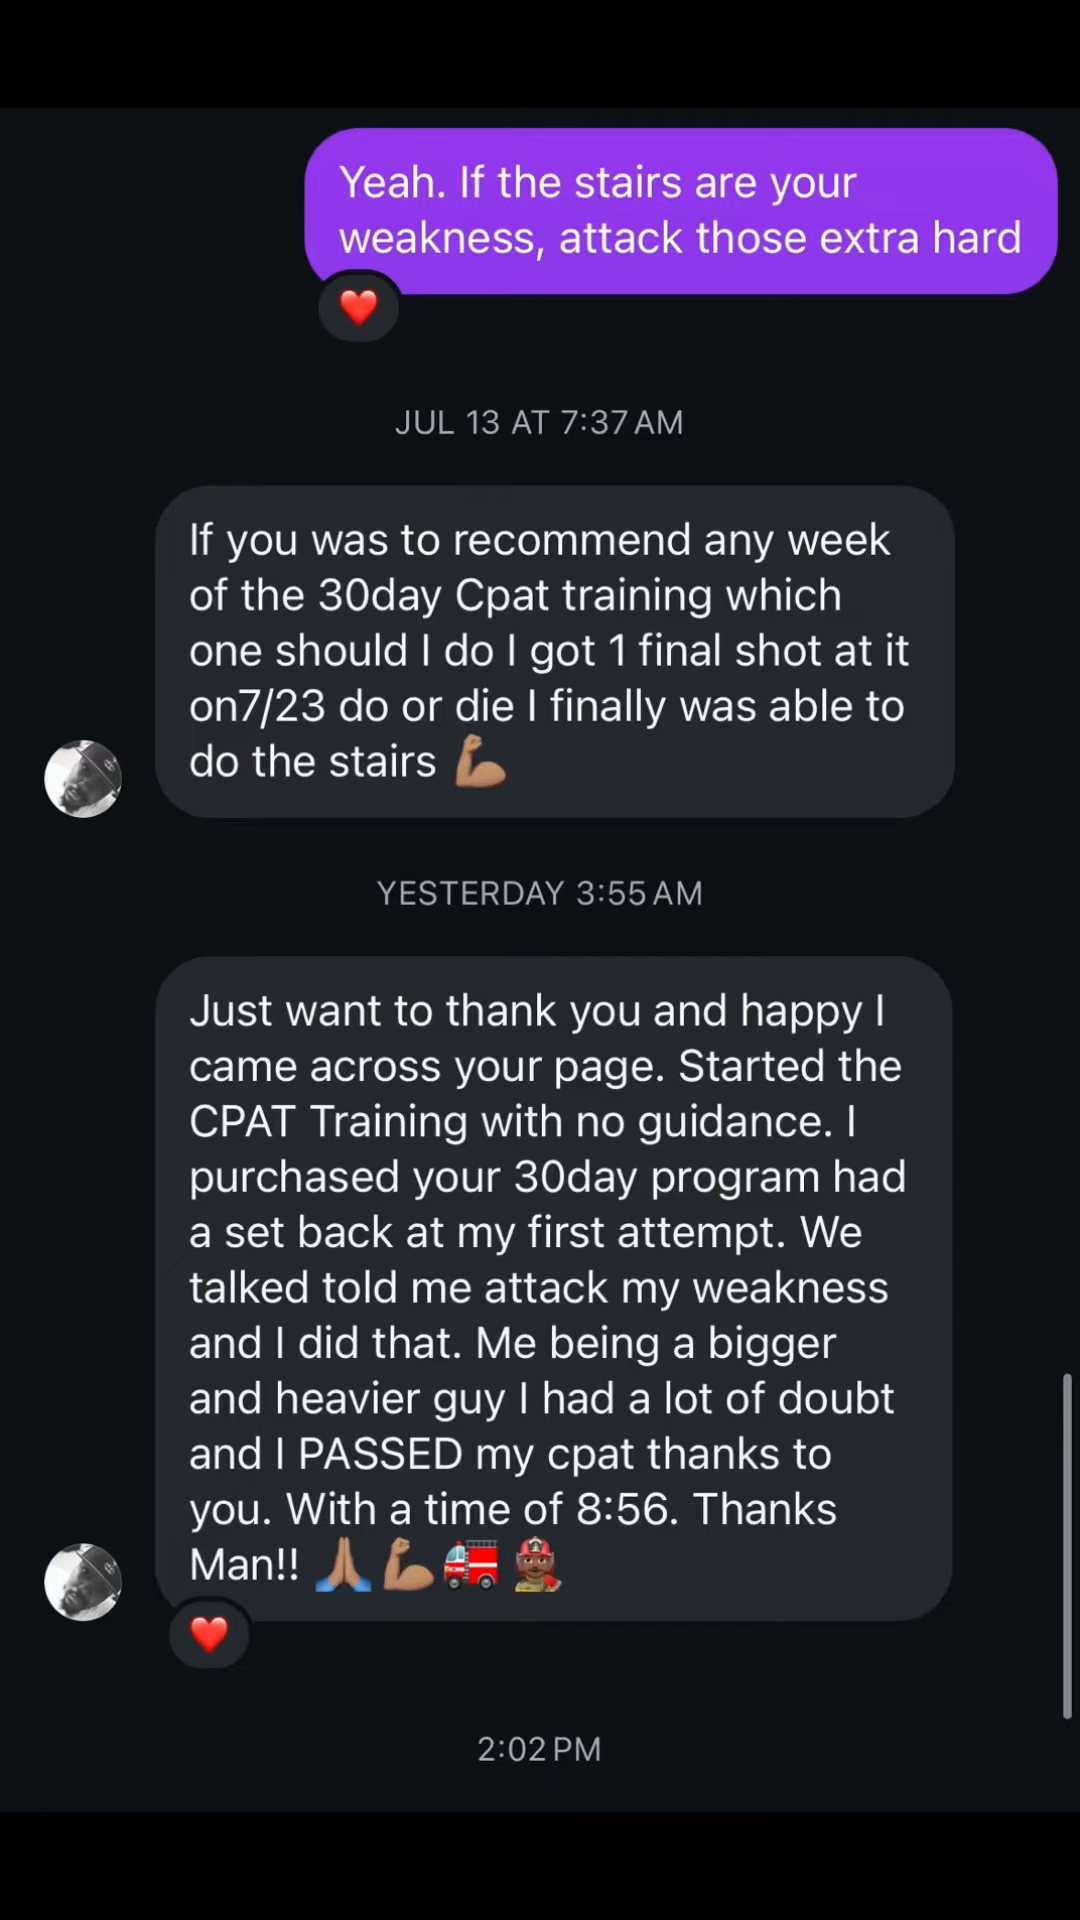 Yeah. If the stairs are your
weakness, attack those extra hard
❤️
JUL 13 AT 7:37 AM
If you was to recommend any week
of the 30day Cpat training which
one should I do I got 1 final shot at it
on7/23 do or die I finally was able to
do the stairs 💪🏽
YESTERDAY 3:55 AM
Just want to thank you and happy I
came across your page. Started the
CPAT Training with no guidance. I
purchased your 30day program had
a set back at my first attempt. We
talked told me attack my weakness
and I did that. Me being a bigger
and heavier guy I had a lot of doubt
and I PASSED my cpat thanks to
you. With a time of 8:56. Thanks
Man!! 🙏🏽💪🏽🚒👨🏾‍🚒
❤️
2:02 PM